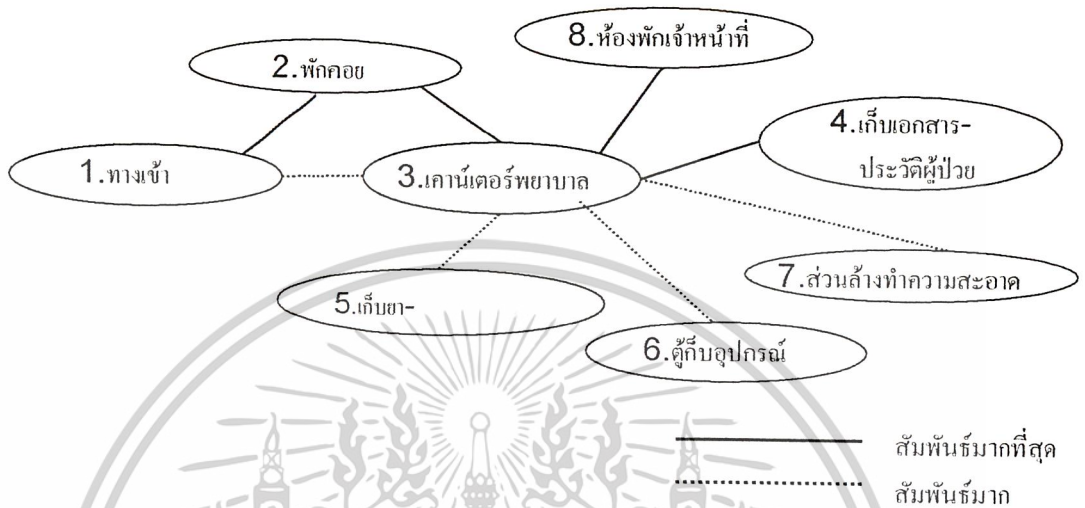 8.ห้องพักเจ้าหน้าที่
2.พักคอย
4.เก็บเอกสาร-
ประวัติผู้ป่วย
1.ทางเข้า
3.เคาน์เตอร์พยาบาล
7.ส่วนล้างทำความสะอาด
5.เก็บยา-
6.ตู้ก็บอุปกรณ์
สัมพันธ์มากที่สุด
สัมพันธ์มาก